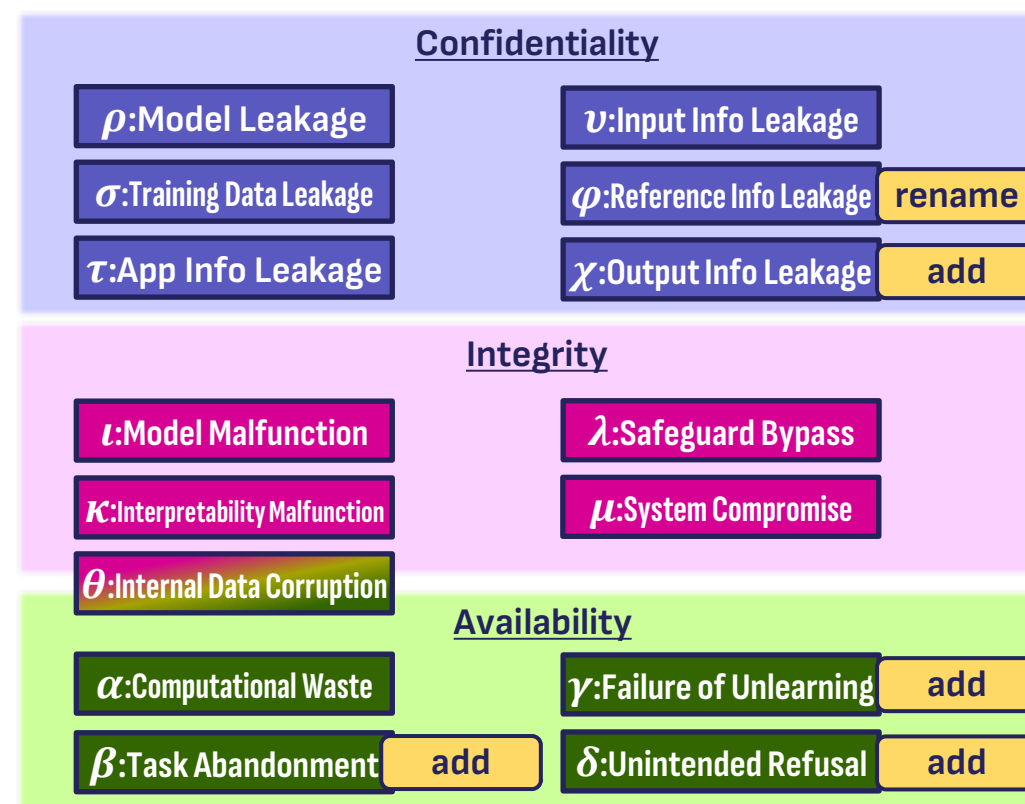 Confidentiality
ρ:Model Leakage
υ:Input Info Leakage
σ:Training Data Leakage
φ:Reference Info Leakage rename
τ:App Info Leakage
χ:Output Info Leakage add
Integrity
ι:Model Malfunction
λ:Safeguard Bypass
κ:Interpretability Malfunction
μ:System Compromise
θ:Internal Data Corruption
Availability
α:Computational Waste
γ:Failure of Unlearning add
β:Task Abandonment add
δ:Unintended Refusal add